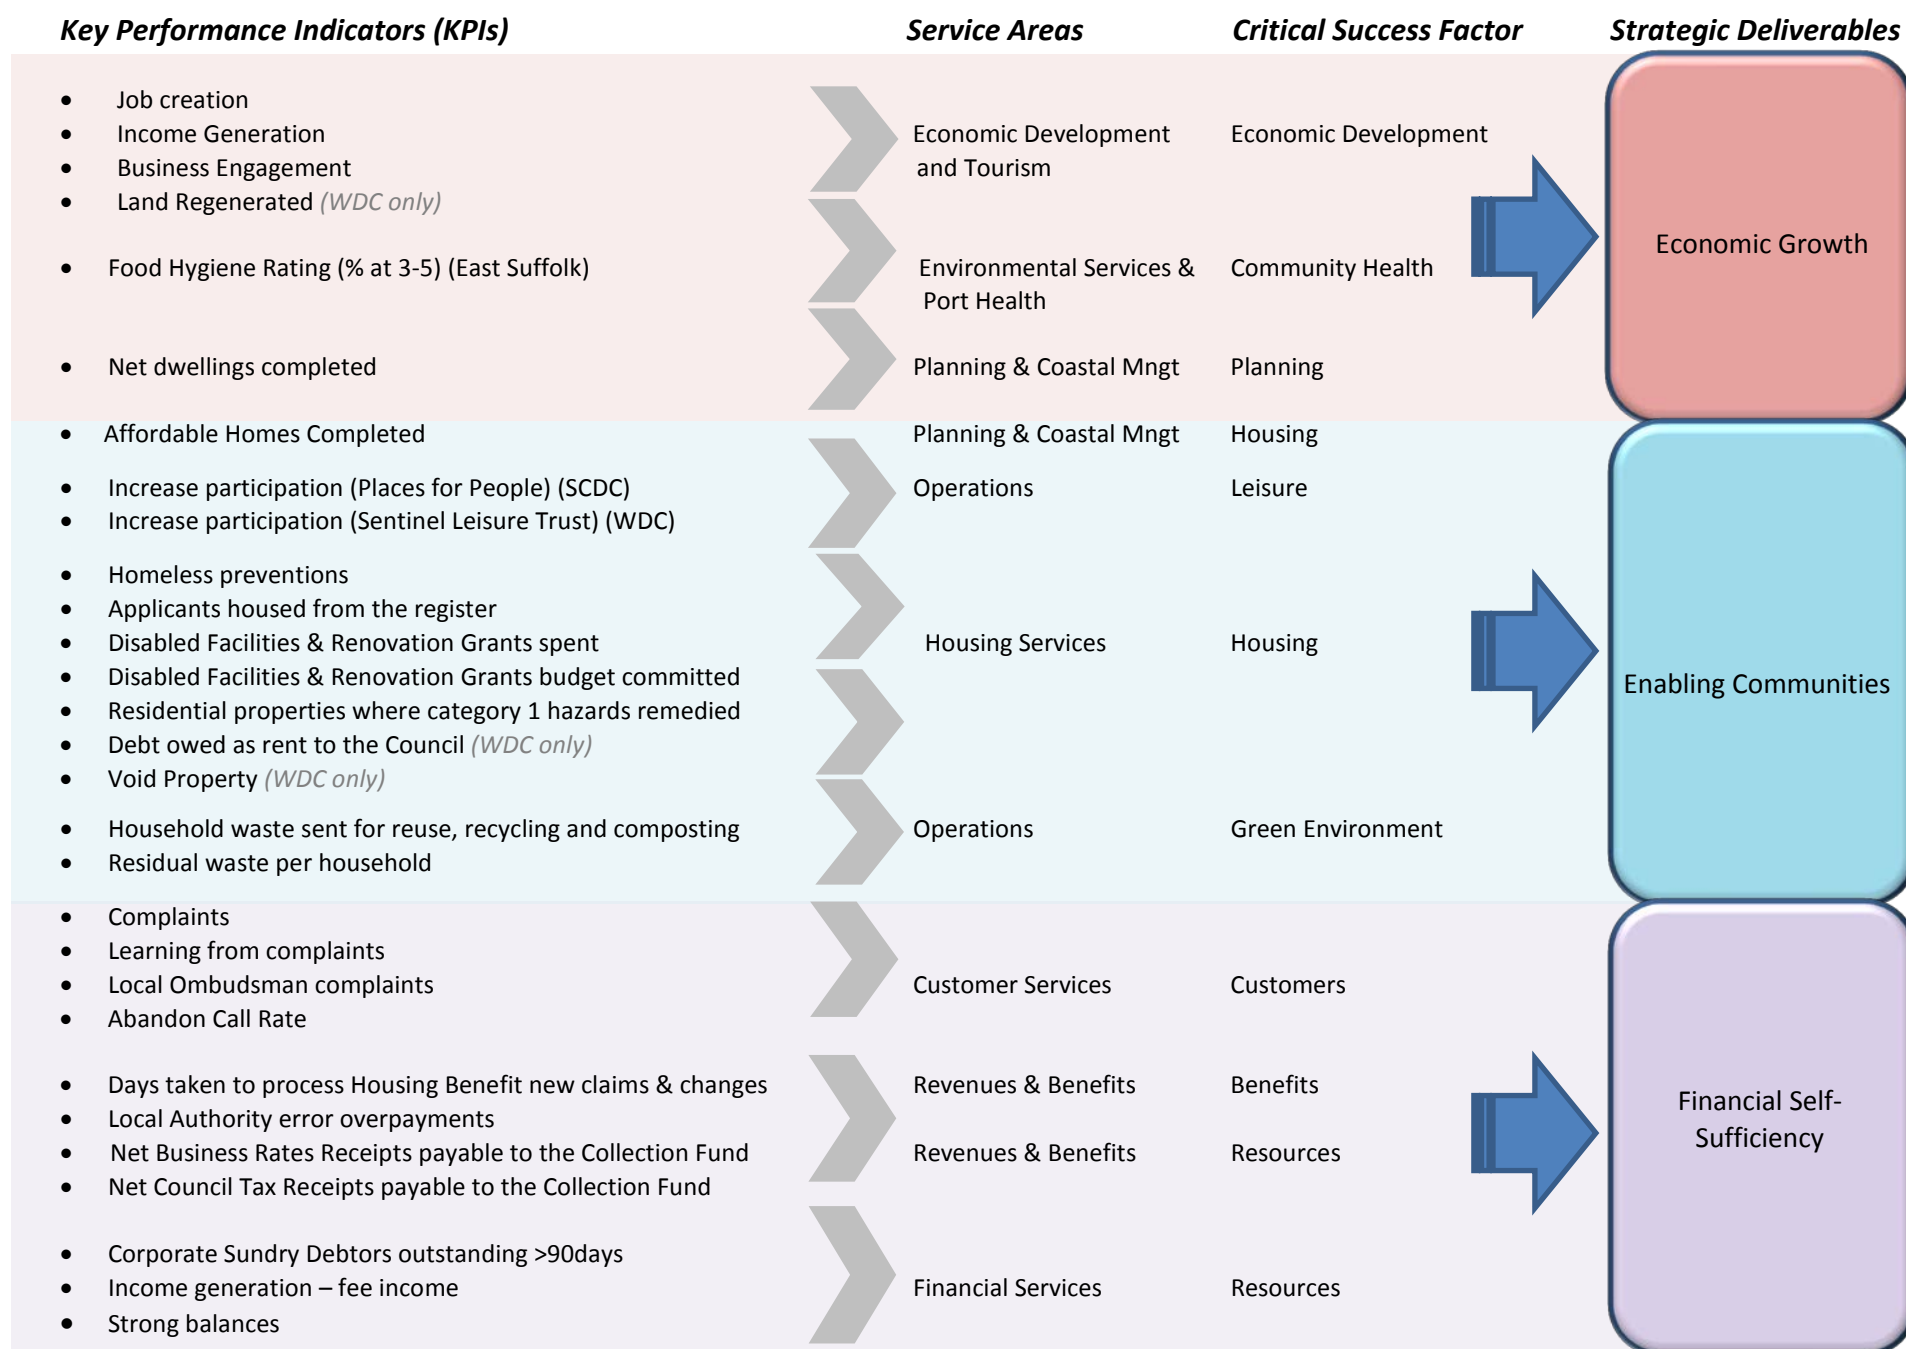 Key Performance Indicators (KPIs) Service Areas Critical Success Factor Strategic Deliverables
• Job creation
• Income Generation Economic Development Economic Development
• Business Engagement and Tourism
• Land Regenerated (WDC only)
Economic Growth
• Food Hygiene Rating (% at 3-5) (East Suffolk) Environmental Services & Community Health
Port Health
• Net dwellings completed Planning & Coastal Mngt Planning
• Affordable Homes Completed Planning & Coastal Mngt Housing
• Increase participation (Places for People) (SCDC) Operations Leisure
• Increase participation (Sentinel Leisure Trust) (WDC)
• Homeless preventions
• Applicants housed from the register
• Disabled Facilities & Renovation Grants spent Housing Services Housing
• Disabled Facilities & Renovation Grants budget committed
Enabling Communities
• Residential properties where category 1 hazards remedied
• Debt owed as rent to the Council (WDC only)
• Void Property (WDC only)
• Household waste sent for reuse, recycling and composting Operations Green Environment
• Residual waste per household
• Complaints
• Learning from complaints
• Local Ombudsman complaints Customer Services Customers
• Abandon Call Rate
• Days taken to process Housing Benefit new claims & changes Revenues & Benefits Benefits
Financial Self-
• Local Authority error overpayments
Sufficiency
• Net Business Rates Receipts payable to the Collection Fund Revenues & Benefits Resources
• Net Council Tax Receipts payable to the Collection Fund
• Corporate Sundry Debtors outstanding >90days
• Income generation – fee income Financial Services Resources
• Strong balances